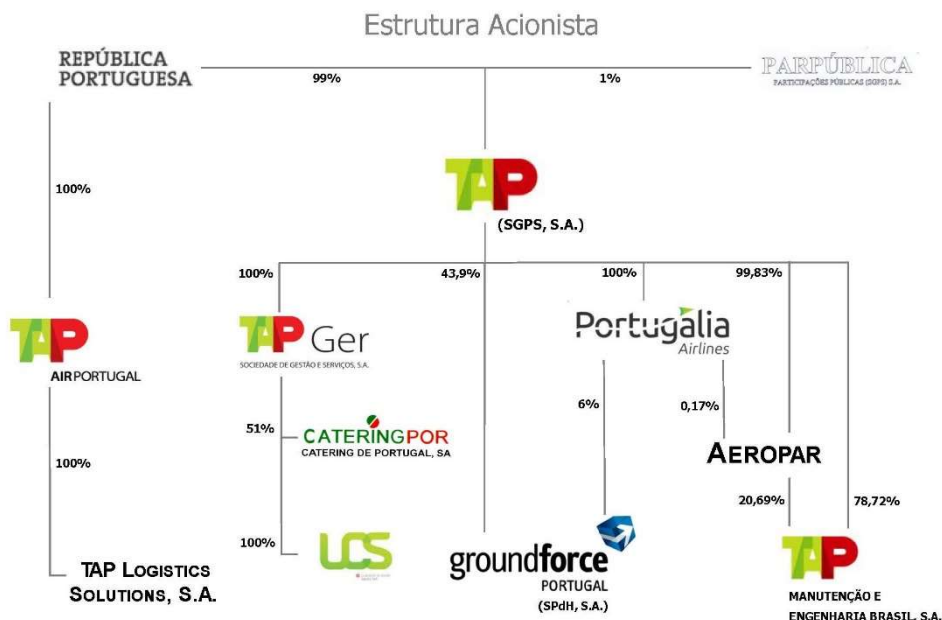 Estrutura Acionista
REPÚBLICA
PORTUGUESA
99%
1%
PARPÚBLICA
PARTICIPAÇÕES PÚBLICAS (SGPS) S.A.
100%
TAP
(SGPS, S.A.)
100%
43,9%
100%
99,83%
TAP
AIRPORTUGAL
TAP Ger
SOCIEDADE DE GESTÃO E SERVIÇOS, S.A.
Portugália
Airlines
6%
0,17%
51%
CATERINGPOR
CATERING DE PORTUGAL, SA
100%
AEROPAR
20,69%
78,72%
100%
UCS
groundforce
PORTUGAL
(SPdH, S.A.)
TAP
TAP LOGISTICS
SOLUTIONS, S.A.
MANUTENÇÃO E
ENGENHARIA BRASIL, S.A.